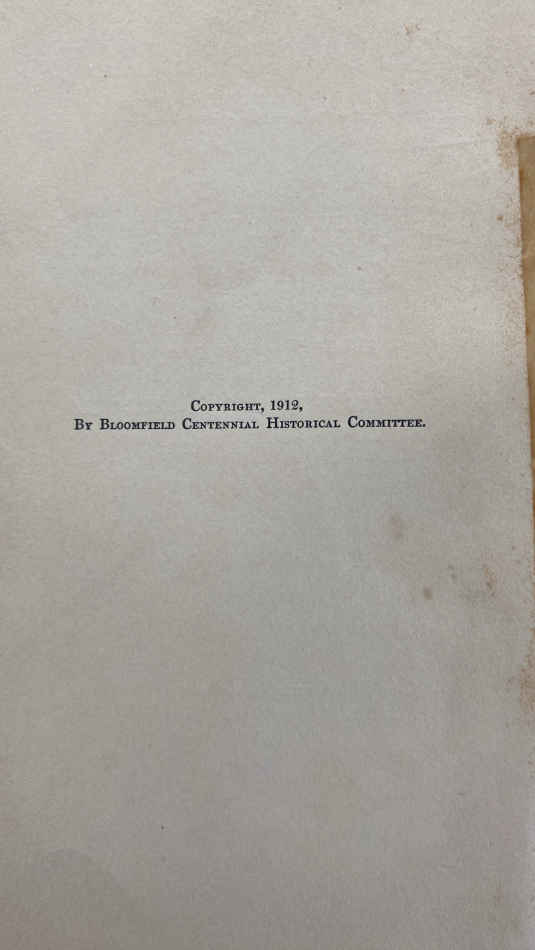 Copyright, 1912,
By Bloomfield Centennial Historical Committee.